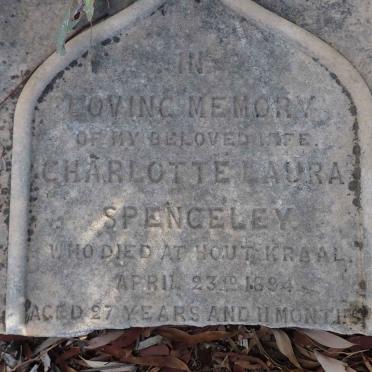 IN
LOVING MEMORY
OF MY BELOVED WIFE.
CHARLOTTE LAURA
SPENCELEY.
WHO DIED AT HOUT KRAAL.
APRIL 23RD 1894.
AGED 27 YEARS AND 11 MONTHS